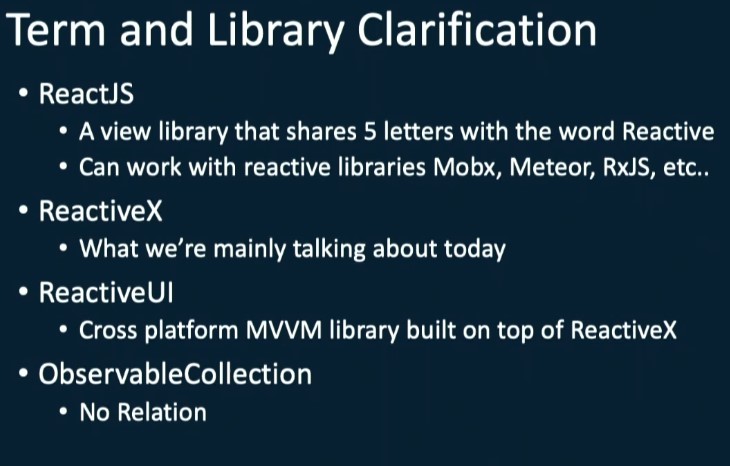 Term and Library Clarification
• ReactJS
• A view library that shares 5 letters with the word Reactive
• Can work with reactive libraries Mobx, Meteor, RxJS, etc..
• ReactiveX
• What we're mainly talking about today
• ReactiveUI
• Cross platform MVVM library built on top of ReactiveX
• ObservableCollection
• No Relation